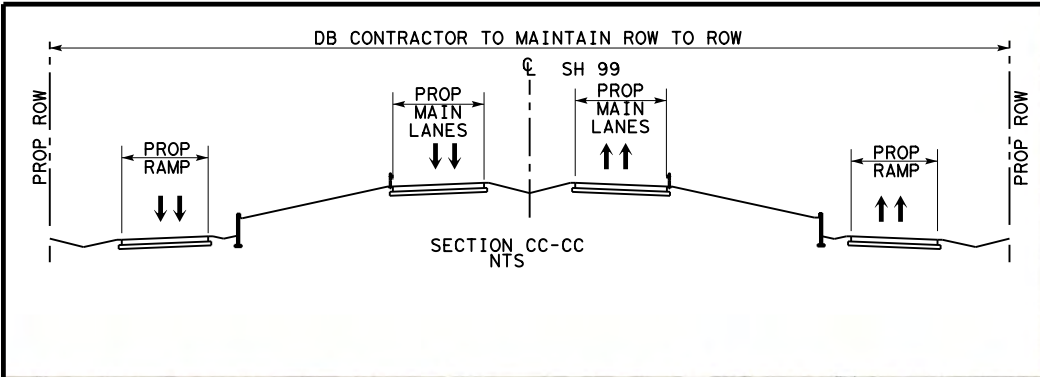 DB CONTRACTOR TO MAINTAIN ROW TO ROW
℄ SH 99
PROP ROW
PROP
RAMP
PROP
MAIN
LANES
PROP
MAIN
LANES
PROP
RAMP
PROP ROW
SECTION CC-CC
NTS